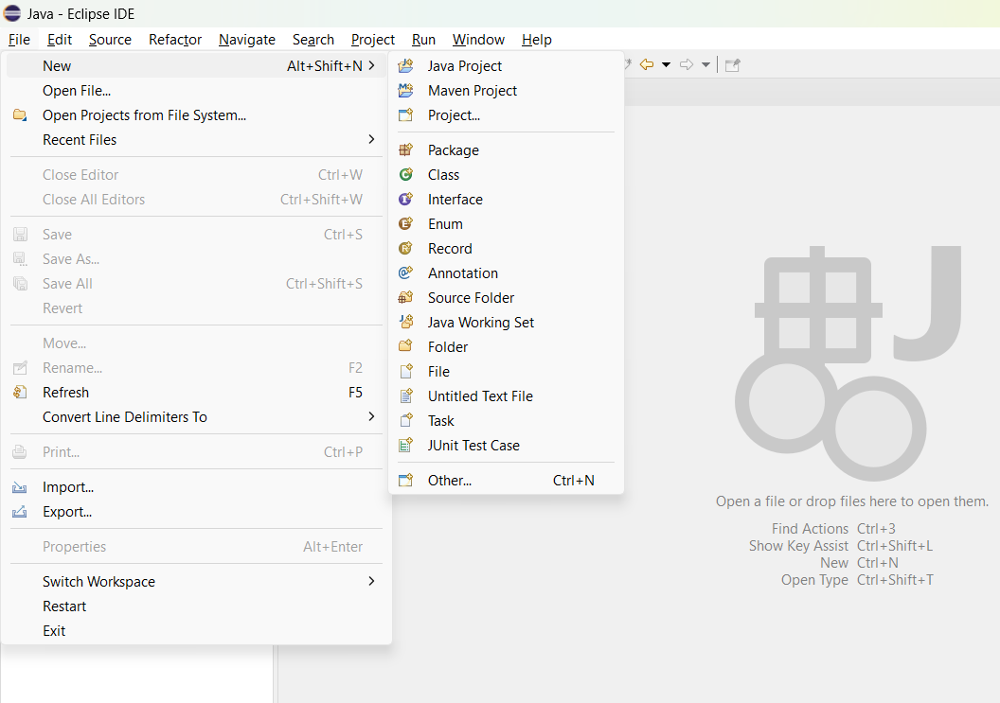 Java - Eclipse IDE
File Edit Source Refactor Navigate Search Project Run Window Help
New Alt+Shift+N
Open File...
Open Projects from File System...
Recent Files
Close Editor Ctrl+W
Close All Editors Ctrl+Shift+W
Save Ctrl+S
Save As...
Save All Ctrl+Shift+S
Revert
Move...
Rename... F2
Refresh F5
Convert Line Delimiters To
Print... Ctrl+P
Import...
Export...
Properties Alt+Enter
Switch Workspace
Restart
Exit
Java Project
Maven Project
Project...
Package
Class
Interface
Enum
Record
Annotation
Source Folder
Java Working Set
Folder
File
Untitled Text File
Task
JUnit Test Case
Other... Ctrl+N
J
Open a file or drop files here to open them.
Find Actions Ctrl+3
Show Key Assist Ctrl+Shift+L
New Ctrl+N
Open Type Ctrl+Shift+T